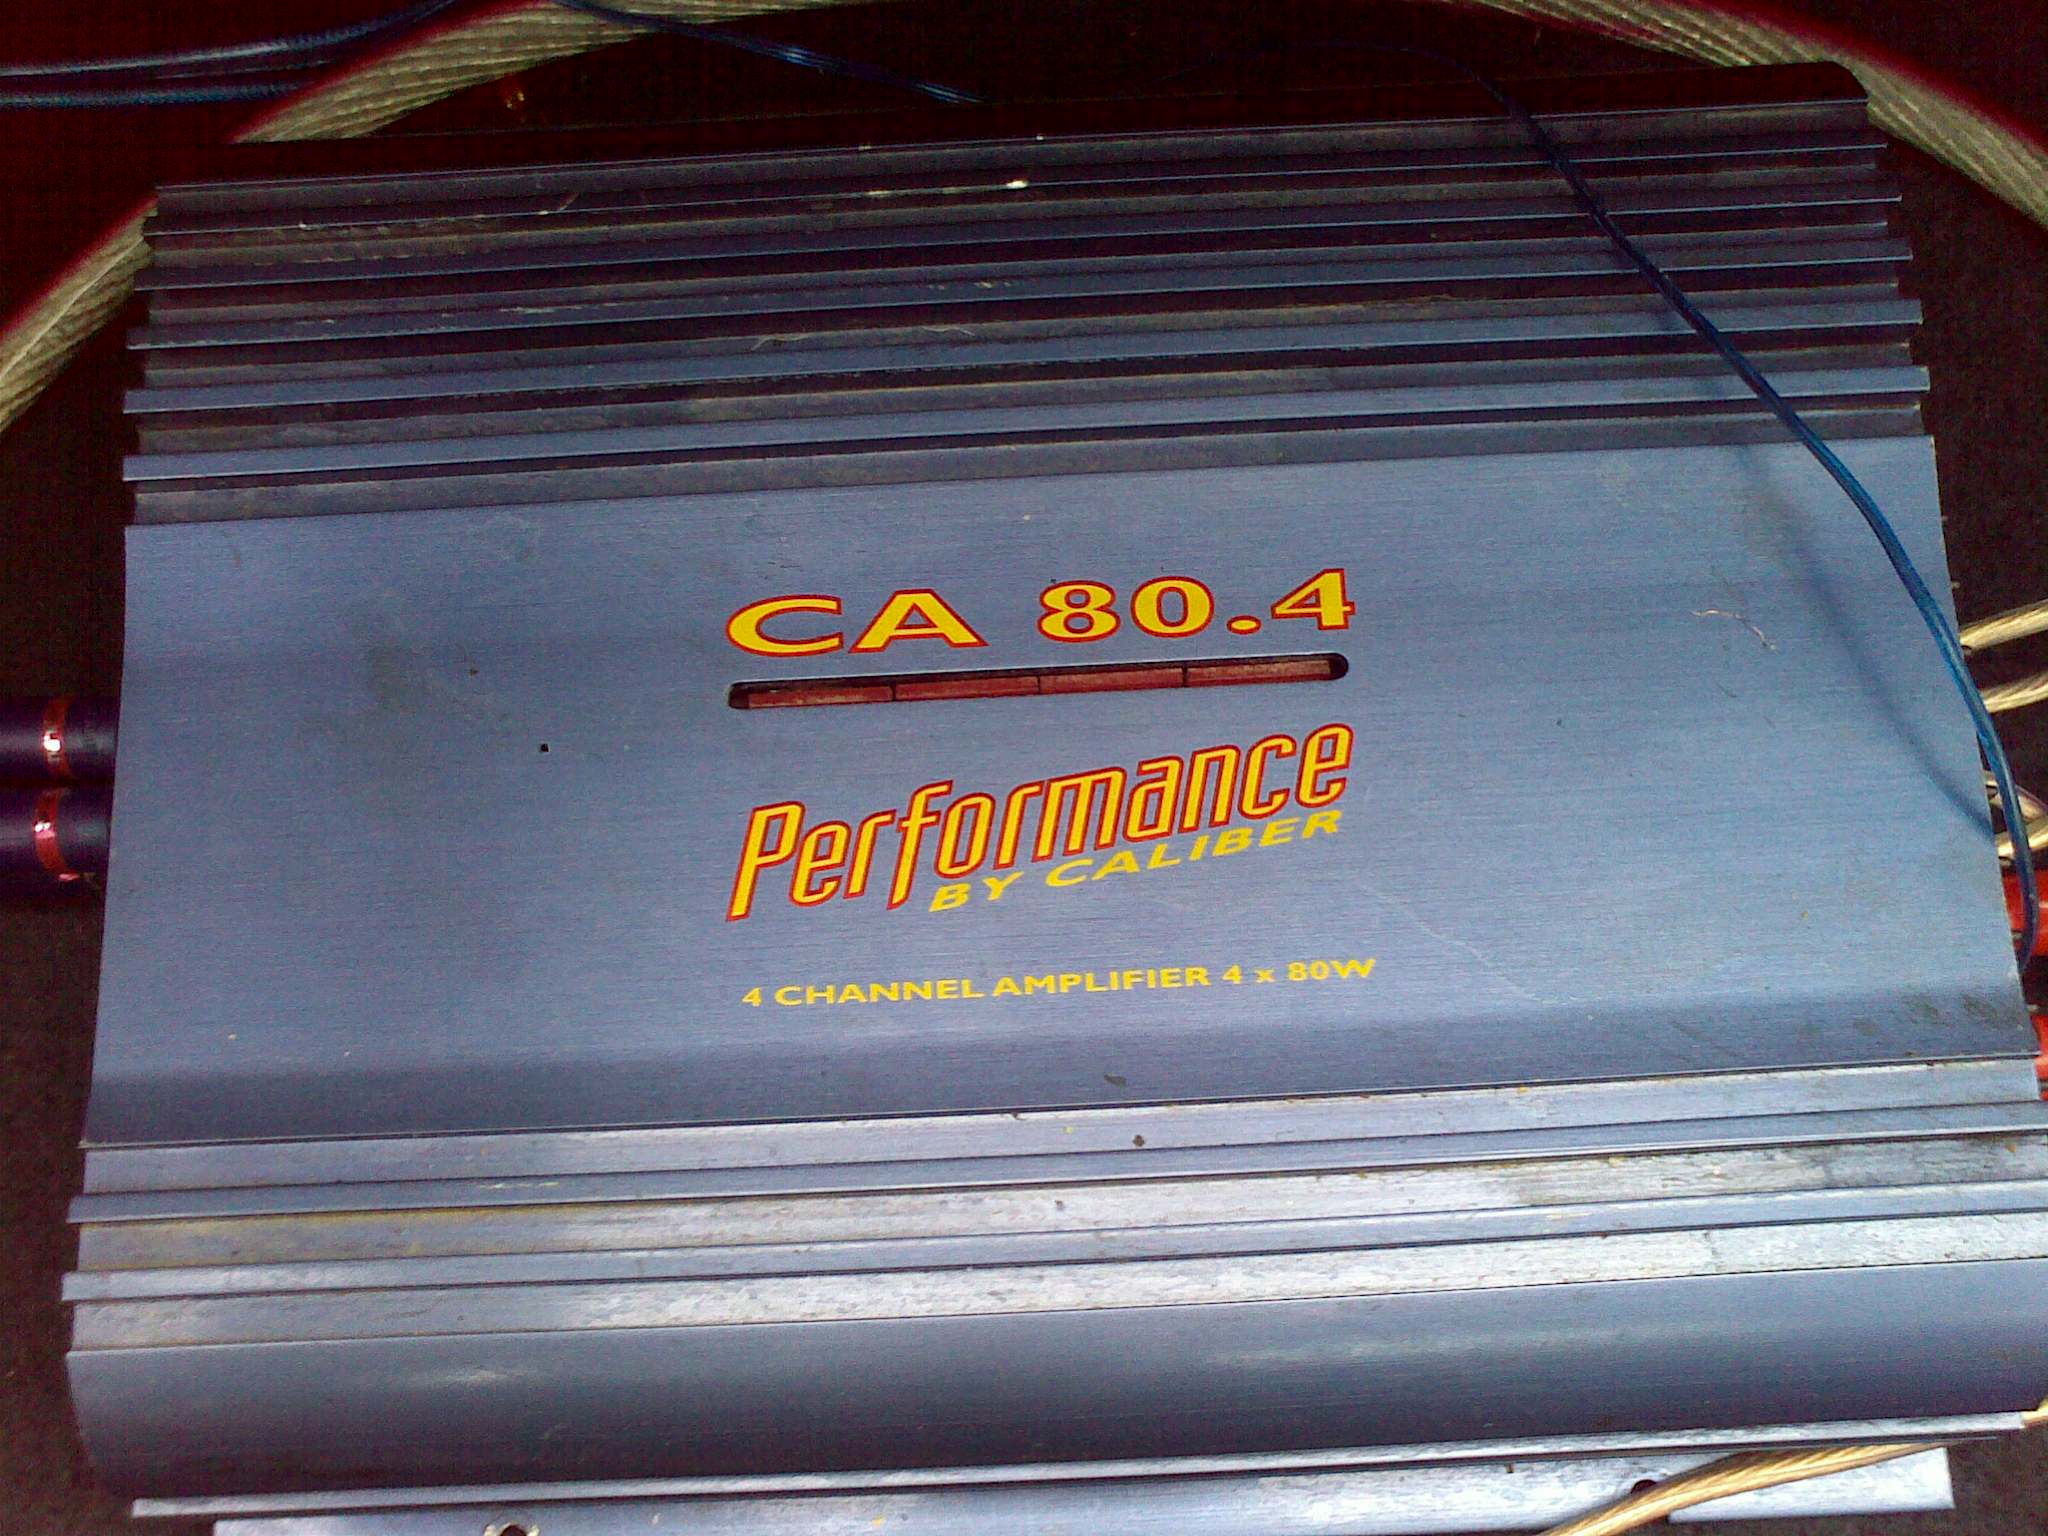 CA 80.4
Performance
BY CALIBER
4 CHANNEL AMPLIFIER 4 x 80W